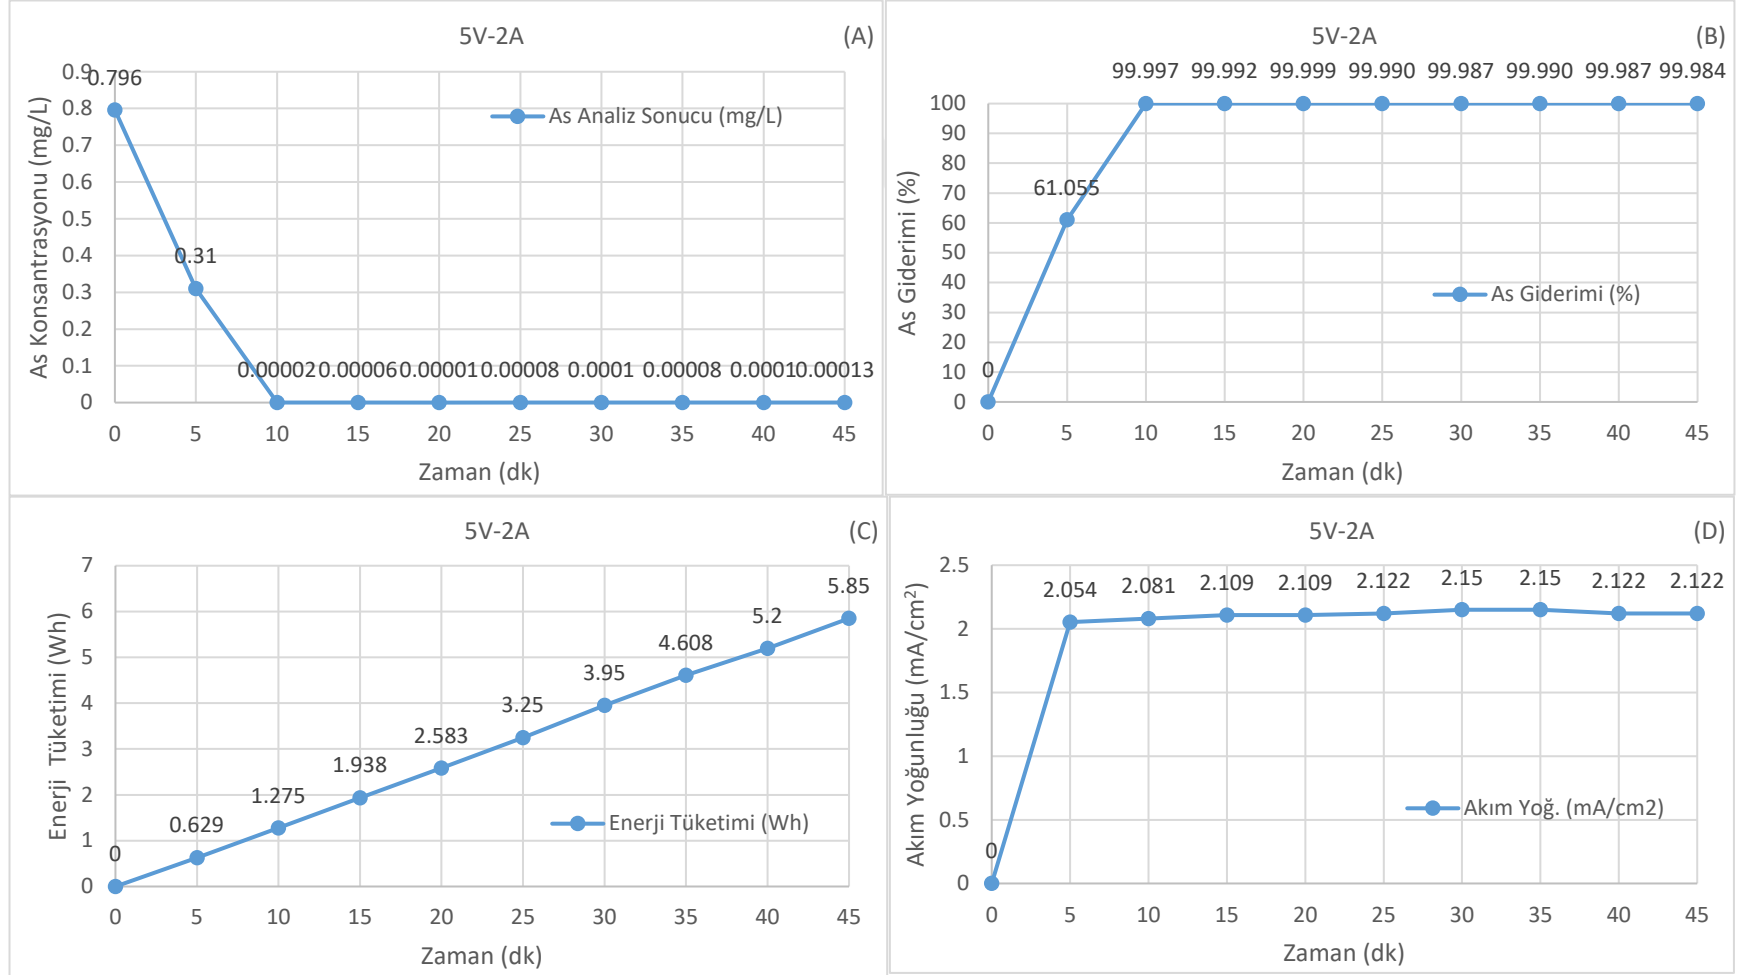 5V-2A
(A)
0.9
0.8
0.7
0.6
0.5
0.4
0.3
0.2
0.1
0
As Konsantrasyonu (mg/L)
0.796
0.31
0.00002 0.00006 0.00001 0.00008 0.0001 0.00008 0.0001 0.00013
As Analiz Sonucu (mg/L)
0 5 10 15 20 25 30 35 40 45
Zaman (dk)
5V-2A
(B)
99.997 99.992 99.999 99.990 99.987 99.990 99.987 99.984
100
90
80
70
60
50
40
30
20
10
0
As Giderimi (%)
61.055
0
As Giderimi (%)
0 5 10 15 20 25 30 35 40 45
Zaman (dk)
5V-2A
(C)
7
6
5
4
3
2
1
0
Enerji Tüketimi (Wh)
0
0.629
1.275
1.938
2.583
3.25
3.95
4.608
5.2
5.85
Enerji Tüketimi (Wh)
0 5 10 15 20 25 30 35 40 45
Zaman (dk)
5V-2A
(D)
2.5
2
1.5
1
0.5
0
Akım Yoğunluğu (mA/cm²)
0
2.054 2.081 2.109 2.109 2.122 2.15 2.15 2.122 2.122
Akım Yoğ. (mA/cm2)
0 5 10 15 20 25 30 35 40 45
Zaman (dk)